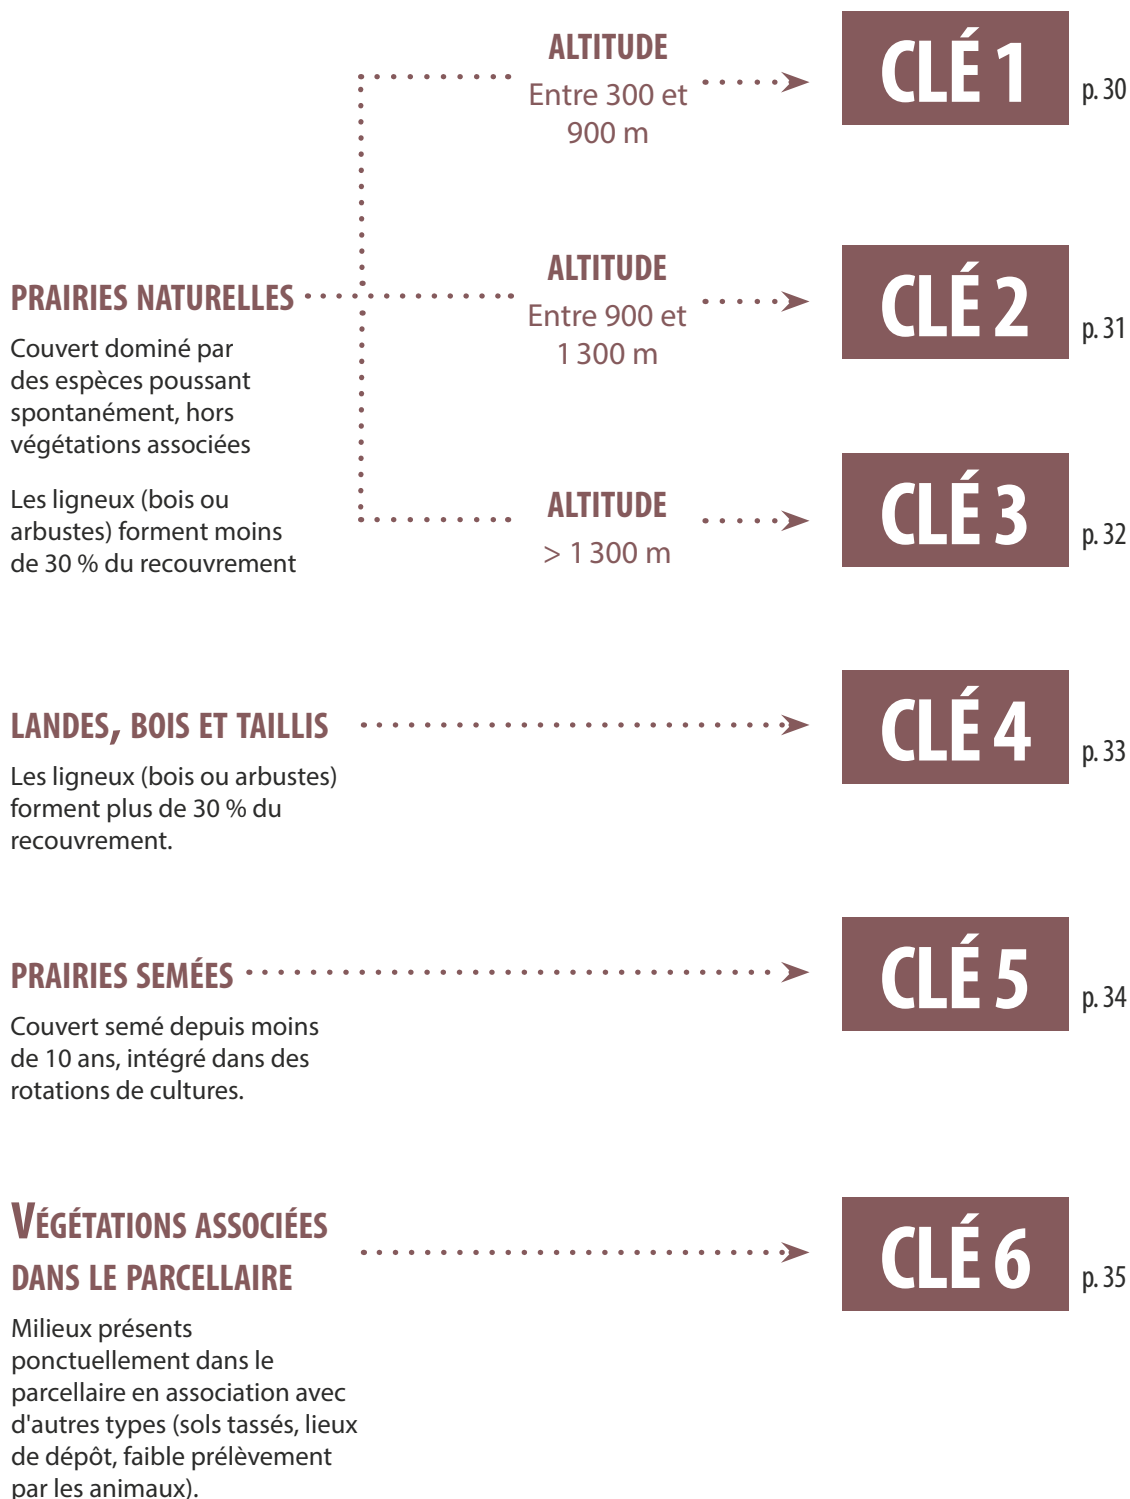 ALTITUDE
Entre 300 et
900 m
CLÉ 1
p. 30
PRAIRIES NATURELLES
Couvert dominé par
des espèces poussant
spontanément, hors
végétations associées
Les ligneux (bois ou
arbustes) forment moins
de 30 % du recouvrement
ALTITUDE
Entre 900 et
1 300 m
CLÉ 2
p. 31
ALTITUDE
> 1 300 m
CLÉ 3
p. 32
LANDES, BOIS ET TAILLIS
Les ligneux (bois ou arbustes)
forment plus de 30 % du
recouvrement.
CLÉ 4
p. 33
PRAIRIES SEMÉES
Couvert semé depuis moins
de 10 ans, intégré dans des
rotations de cultures.
CLÉ 5
p. 34
VÉGÉTATIONS ASSOCIÉES
DANS LE PARCELLAIRE
Milieux présents
ponctuellement dans le
parcellaire en association avec
d'autres types (sols tassés, lieux
de dépôt, faible prélèvement
par les animaux).
CLÉ 6
p. 35